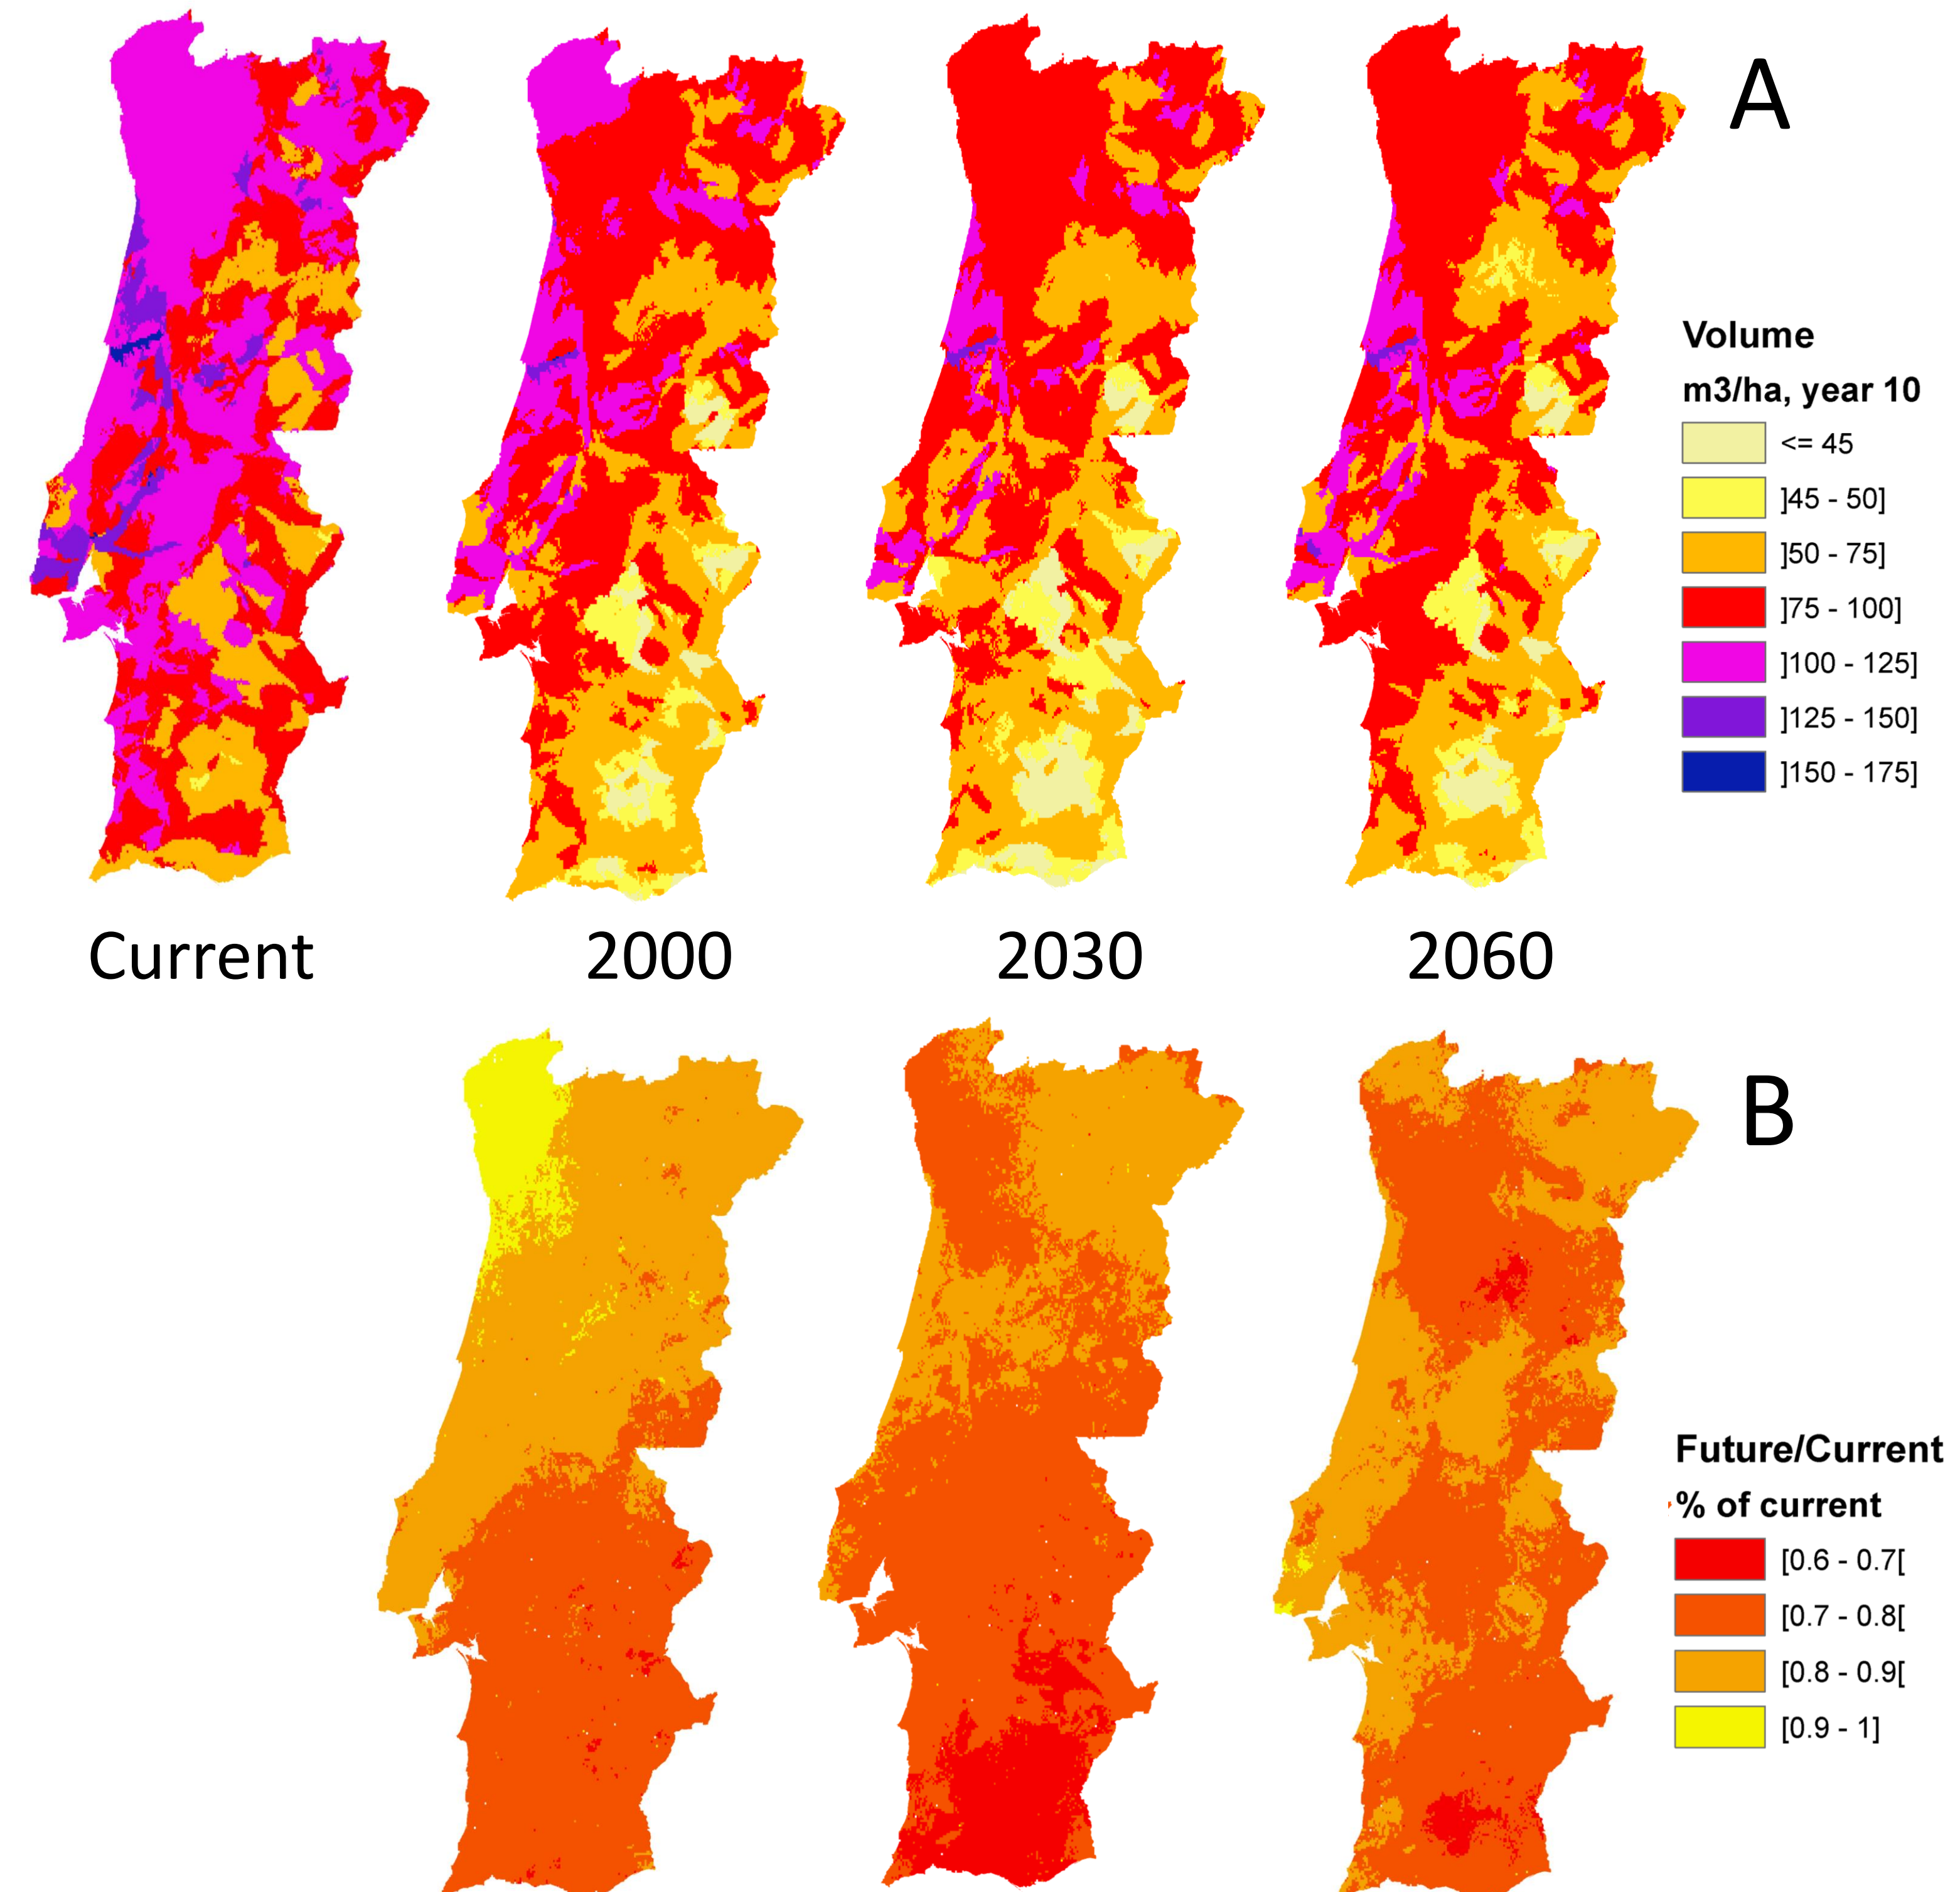 A
Volume
m3/ha, year 10
<= 45
]45 - 50]
]50 - 75]
]75 - 100]
]100 - 125]
]125 - 150]
]150 - 175]
Current 2000 2030 2060
B
Future/Current
% of current
[0.6 - 0.7[
[0.7 - 0.8[
[0.8 - 0.9[
[0.9 - 1]